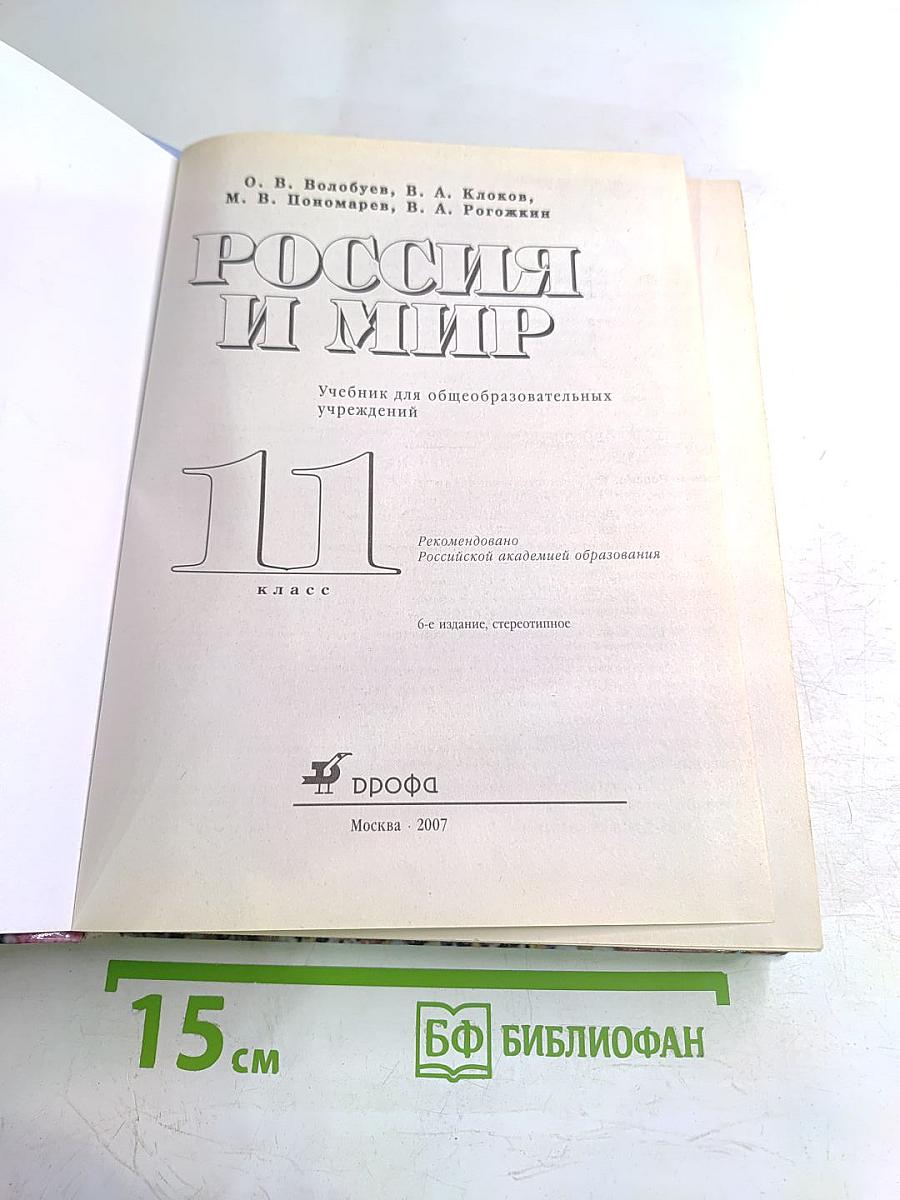 О. В. Волобуев, В. А. Клоков,
М. В. Пономарев, В. А. Рогожкин
РОССИЯ
И МИР
Учебник для общеобразовательных
учреждений
11
класс
Рекомендовано
Российской академией образования
6-е издание, стереотипное
дрофа
Москва · 2007
15 см
БФ БИБЛИОФАН